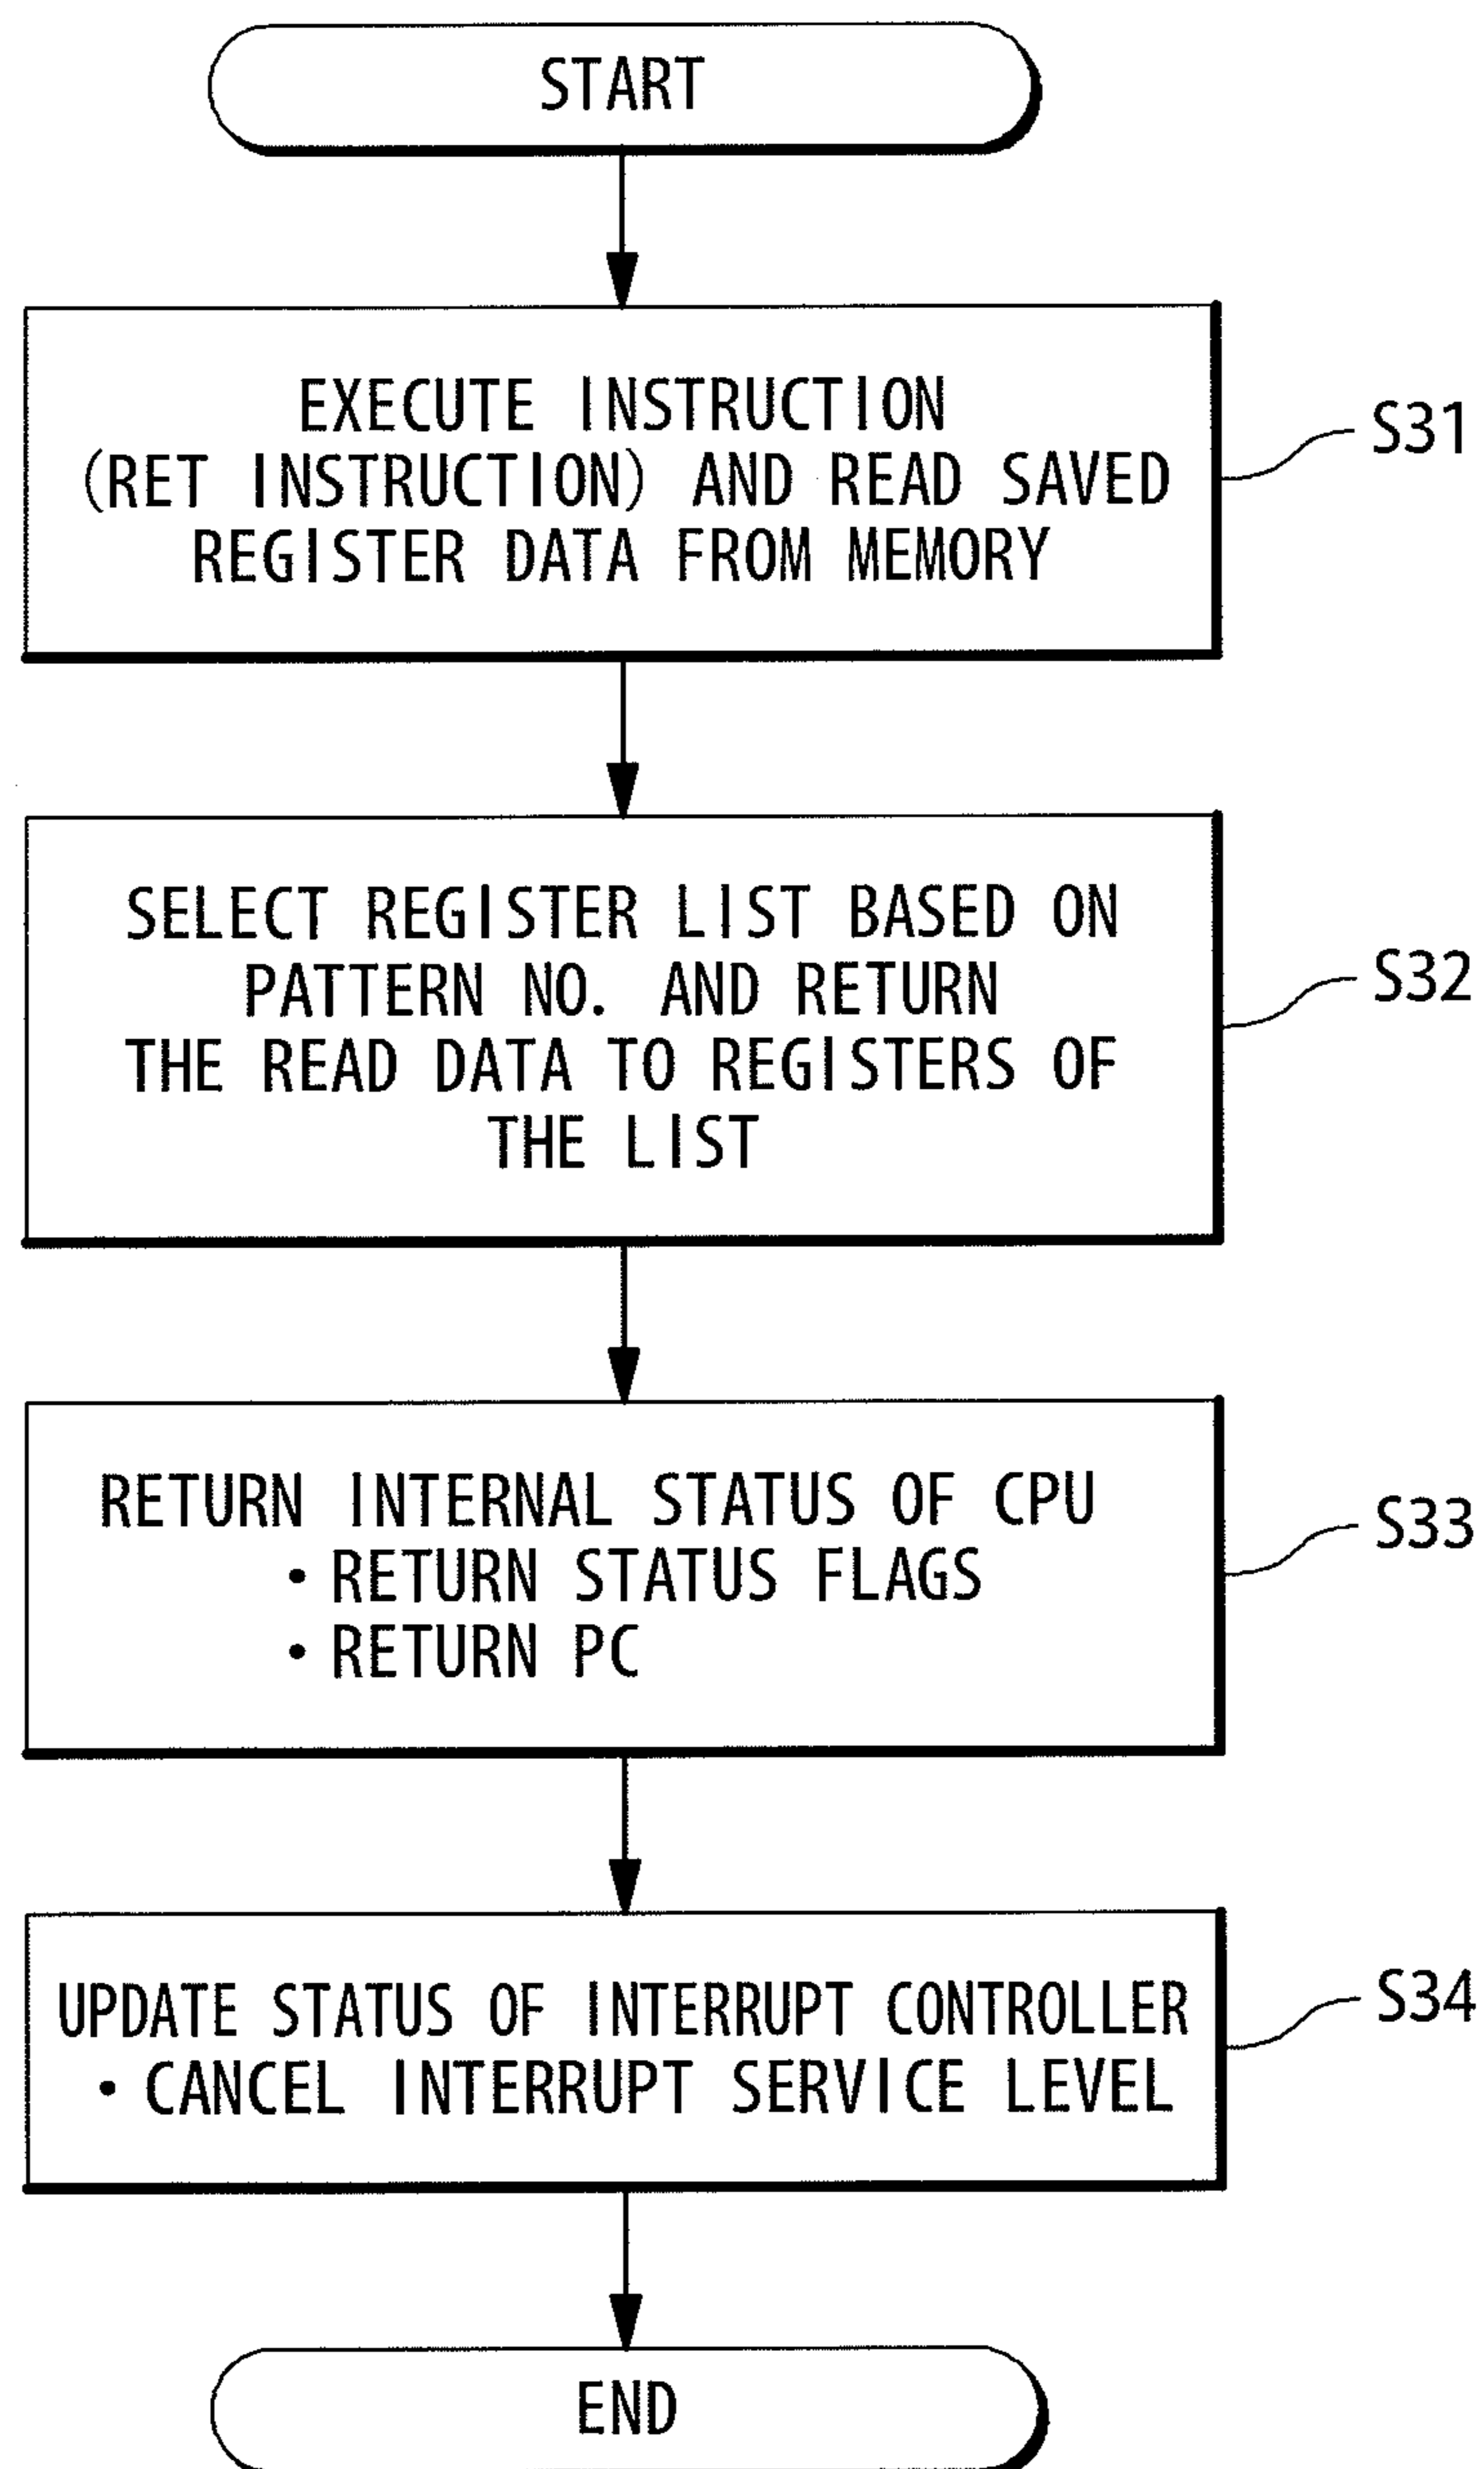 START
EXECUTE INSTRUCTION
(RET INSTRUCTION) AND READ SAVED
REGISTER DATA FROM MEMORY
S31
SELECT REGISTER LIST BASED ON
PATTERN NO. AND RETURN
THE READ DATA TO REGISTERS OF
THE LIST
S32
RETURN INTERNAL STATUS OF CPU
・RETURN STATUS FLAGS
・RETURN PC
S33
UPDATE STATUS OF INTERRUPT CONTROLLER
・CANCEL INTERRUPT SERVICE LEVEL
S34
END